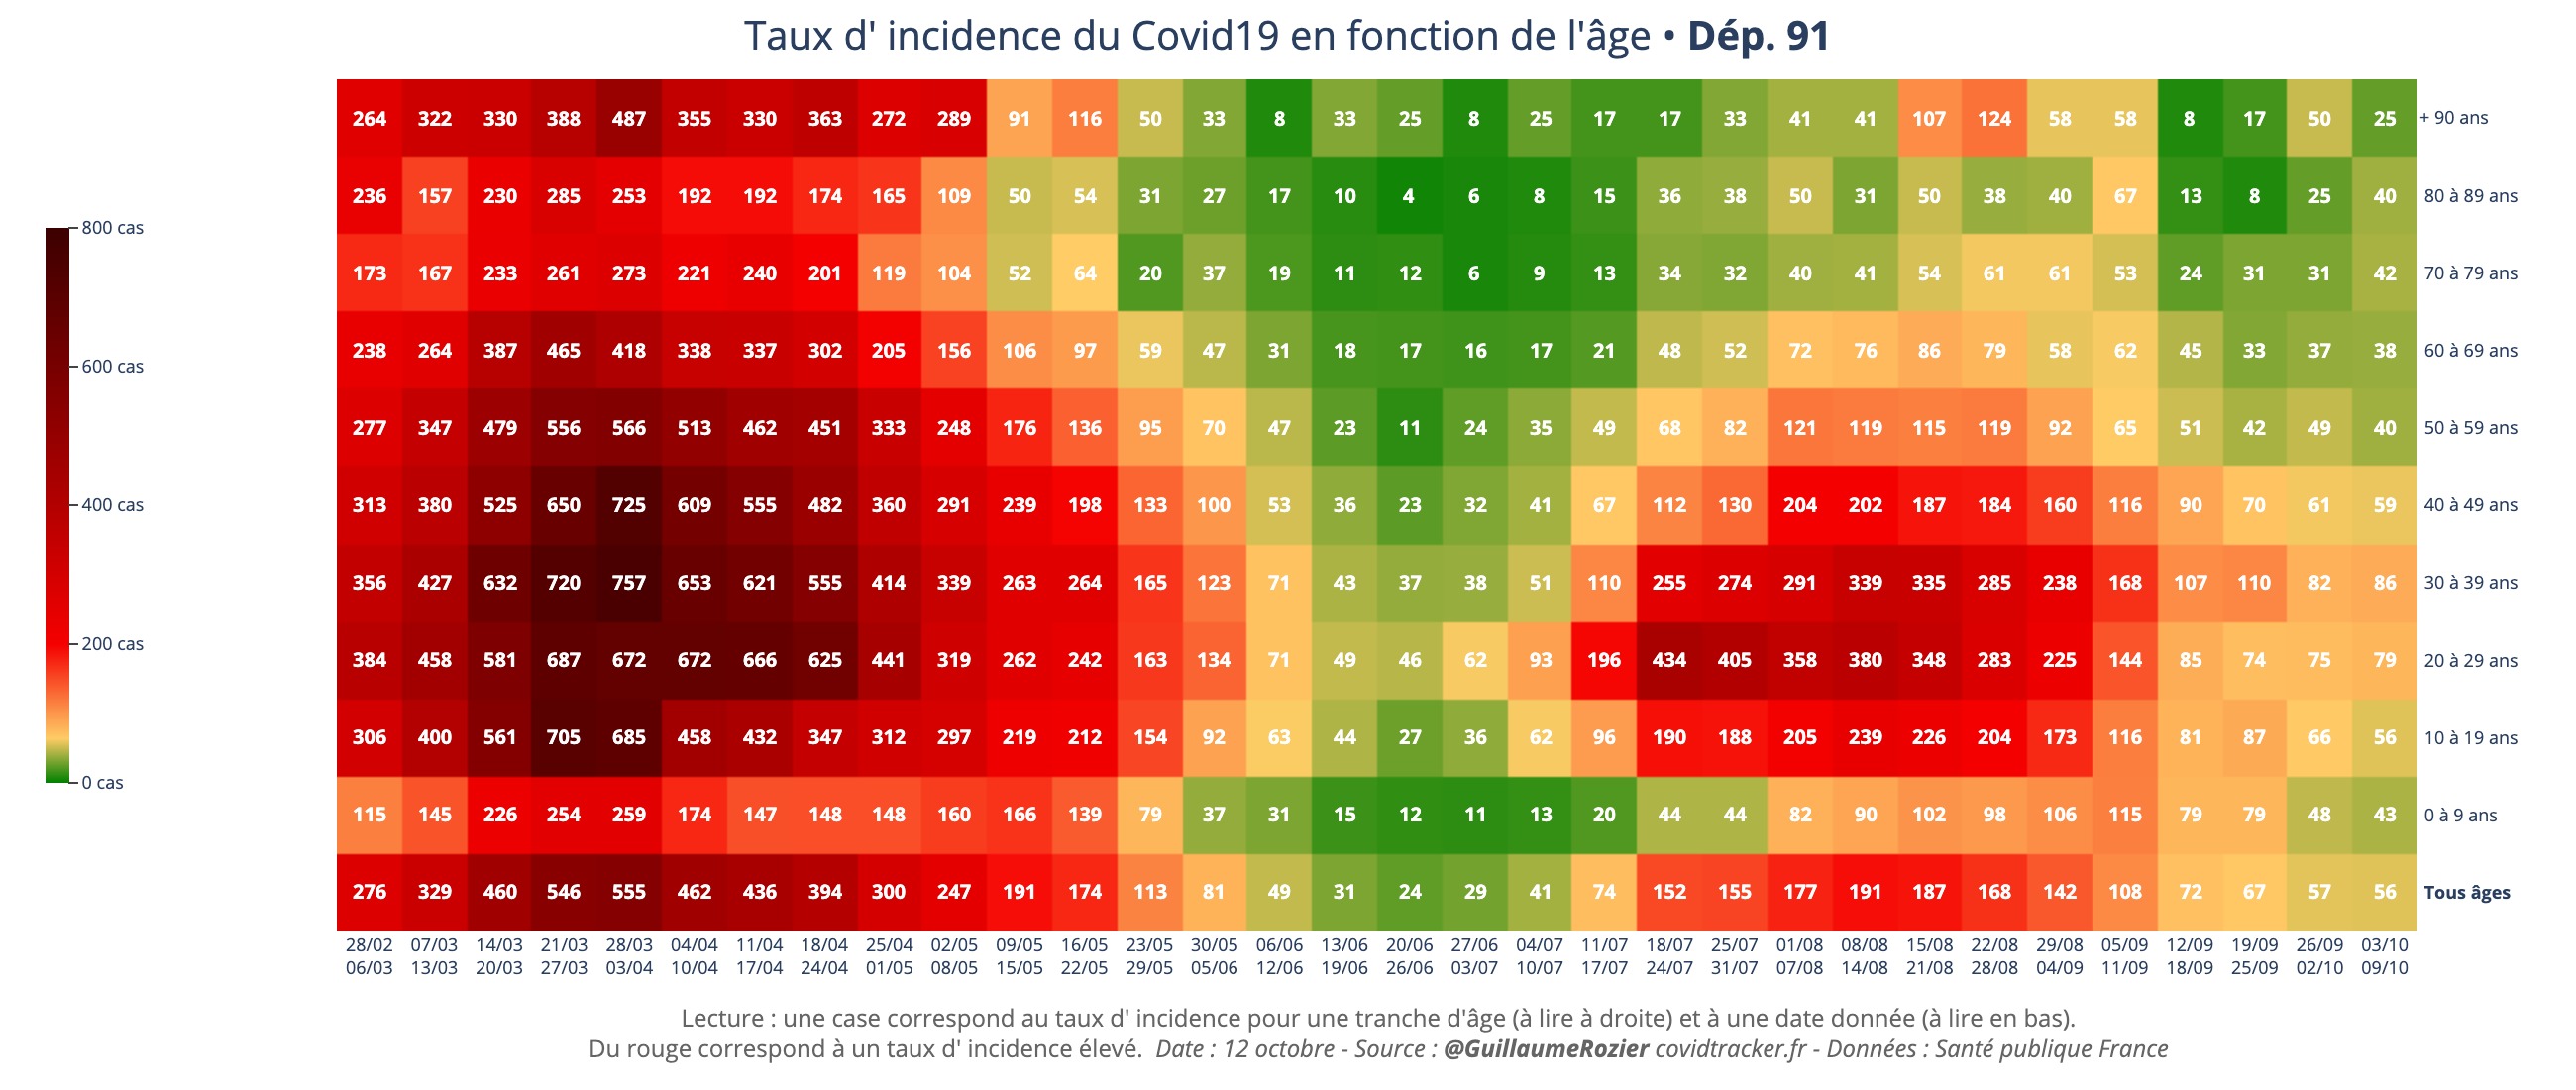 Taux d' incidence du Covid19 en fonction de l'âge • Dép. 91
800 cas
600 cas
400 cas
200 cas
0 cas
264 322 330 388 487 355 330 363 272 289 91 116 50 33 8 33 25 8 25 17 17 33 41 41 107 124 58 58 8 17 50 25 + 90 ans
236 157 230 285 253 192 192 174 165 109 50 54 31 27 17 10 4 6 8 15 36 38 50 31 50 38 40 67 13 8 25 40 80 à 89 ans
173 167 233 261 273 221 240 201 119 104 52 64 20 37 19 11 12 6 9 13 34 32 40 41 54 61 61 53 24 31 31 42 70 à 79 ans
238 264 387 465 418 338 337 302 205 156 106 97 59 47 31 18 17 16 17 21 48 52 72 76 86 79 58 62 45 33 37 38 60 à 69 ans
277 347 479 556 566 513 462 451 333 248 176 136 95 70 47 23 11 24 35 49 68 82 121 119 115 119 92 65 51 42 49 40 50 à 59 ans
313 380 525 650 725 609 555 482 360 291 239 198 133 100 53 36 23 32 41 67 112 130 204 202 187 184 160 116 90 70 61 59 40 à 49 ans
356 427 632 720 757 653 621 555 414 339 263 264 165 123 71 43 37 38 51 110 255 274 291 339 335 285 238 168 107 110 82 86 30 à 39 ans
384 458 581 687 672 672 666 625 441 319 262 242 163 134 71 49 46 62 93 196 434 405 358 380 348 283 225 144 85 74 75 79 20 à 29 ans
306 400 561 705 685 458 432 347 312 297 219 212 154 92 63 44 27 36 62 96 190 188 205 239 226 204 173 116 81 87 66 56 10 à 19 ans
115 145 226 254 259 174 147 148 148 160 166 139 79 37 31 15 12 11 13 20 44 44 82 90 102 98 106 115 79 79 48 43 0 à 9 ans
276 329 460 546 555 462 436 394 300 247 191 174 113 81 49 31 24 29 41 74 152 155 177 191 187 168 142 108 72 67 57 56 Tous âges
28/02 07/03 14/03 21/03 28/03 04/04 11/04 18/04 25/04 02/05 09/05 16/05 23/05 30/05 06/06 13/06 20/06 27/06 04/07 11/07 18/07 25/07 01/08 08/08 15/08 22/08 29/08 05/09 12/09 19/09 26/09 03/10
06/03 13/03 20/03 27/03 03/04 10/04 17/04 24/04 01/05 08/05 15/05 22/05 29/05 05/06 12/06 19/06 26/06 03/07 10/07 17/07 24/07 31/07 07/08 14/08 21/08 28/08 04/09 11/09 18/09 25/09 02/10 09/10
Lecture : une case correspond au taux d' incidence pour une tranche d'âge (à lire à droite) et à une date donnée (à lire en bas).
Du rouge correspond à un taux d' incidence élevé. Date : 12 octobre - Source : @GuillaumeRozier covidtracker.fr - Données : Santé publique France